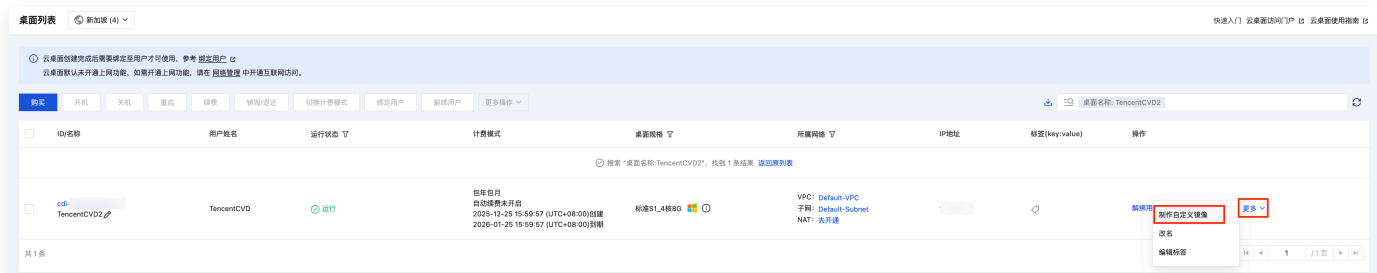 桌面列表 新加坡 (4) 快速入门 云桌面访问门户 云桌面使用指南
云桌面创建完成后需要绑定至用户才可使用，参考 绑定用户
云桌面默认未开通上网功能，如需开通上网功能，请在 网络管理 中开通互联网访问。
购买 开机 关机 重启 续费 销毁/退还 切换计费模式 绑定用户 解绑用户 更多操作 桌面名称: TencentCVD2
ID/名称 用户姓名 运行状态 计费模式 桌面规格 所属网络 IP地址 标签(key:value) 操作
搜索 "桌面名称:TencentCVD2"，找到 1 条结果 返回原列表
cdi-
TencentCVD2
TencentCVD
运行
包年包月
自动续费未开启
2025-12-25 15:59:57 (UTC+08:00)创建
2026-01-25 15:59:57 (UTC+08:00)到期
标准S1_4核8G
VPC: Default-VPC
子网: Default-Subnet
NAT: 去开通
解绑用 更多
制作自定义镜像
改名
编辑标签
共 1 条 1 / 1 页